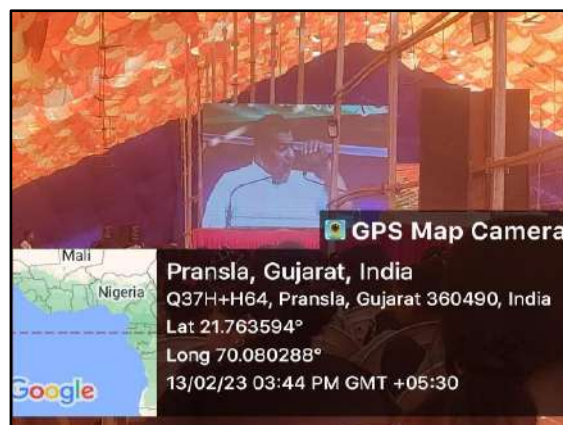 GPS Map Camera
Mali
Nigeria
Google
Pransla, Gujarat, India
Q37H+H64, Pransla, Gujarat 360490, India
Lat 21.763594°
Long 70.080288°
13/02/23 03:44 PM GMT +05:30